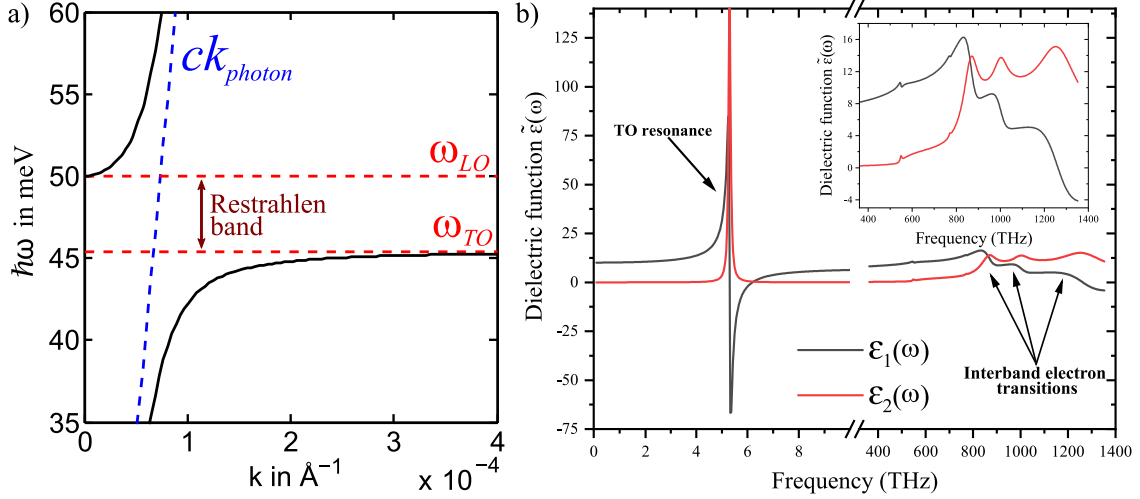 a)
ħω in meV
60
55
50
45
40
35
ck_photon
ω_LO
Restrahlen
band
ω_TO
0
1
2
3
4
k in Å⁻¹
x 10⁻⁴
b)
Dielectric function ε̃(ω)
125
100
75
50
25
0
-25
-50
-75
TO resonance
ε₁(ω)
ε₂(ω)
Interband electron
transitions
0
2
4
6
8
400
600
800
1000
1200
1400
Frequency (THz)
Dielectric function ε̃(ω)
16
12
8
4
0
-4
400
600
800
1000
1200
1400
Frequency (THz)